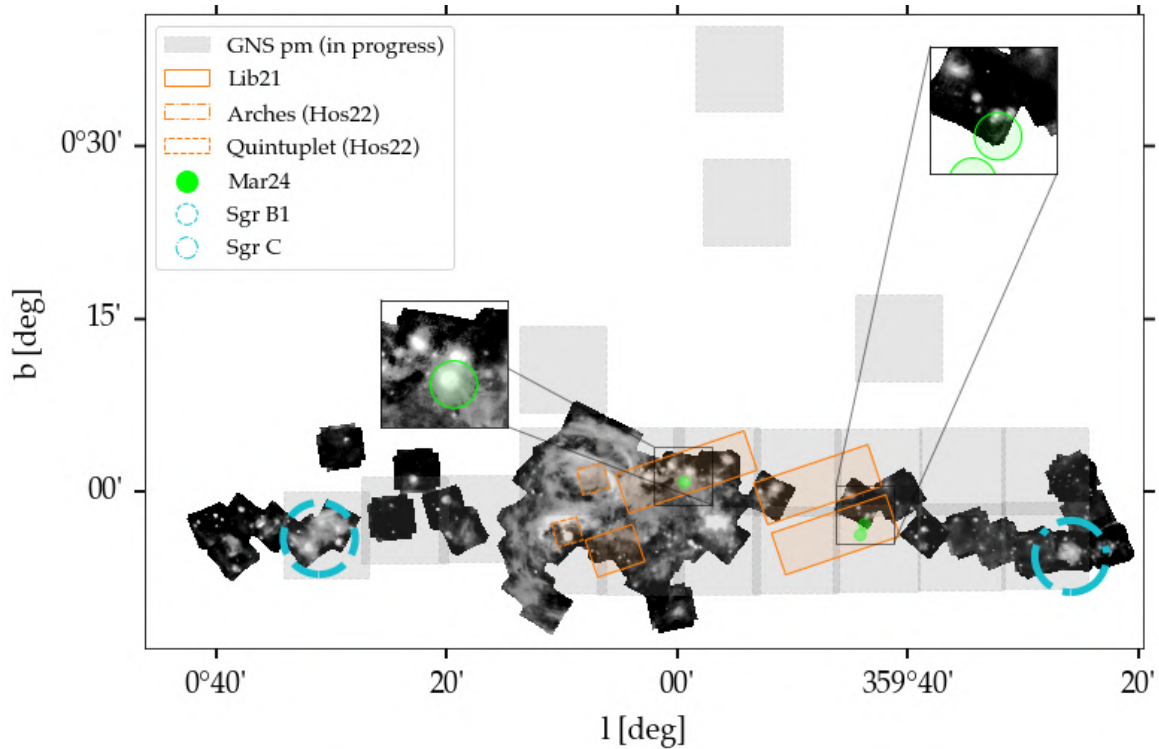 GNS pm (in progress)
Lib21
Arches (Hos22)
Quintuplet (Hos22)
Mar24
Sgr B1
Sgr C
0°30'
15'
00'
b [deg]
0°40'
20'
00'
359°40'
20'
l [deg]